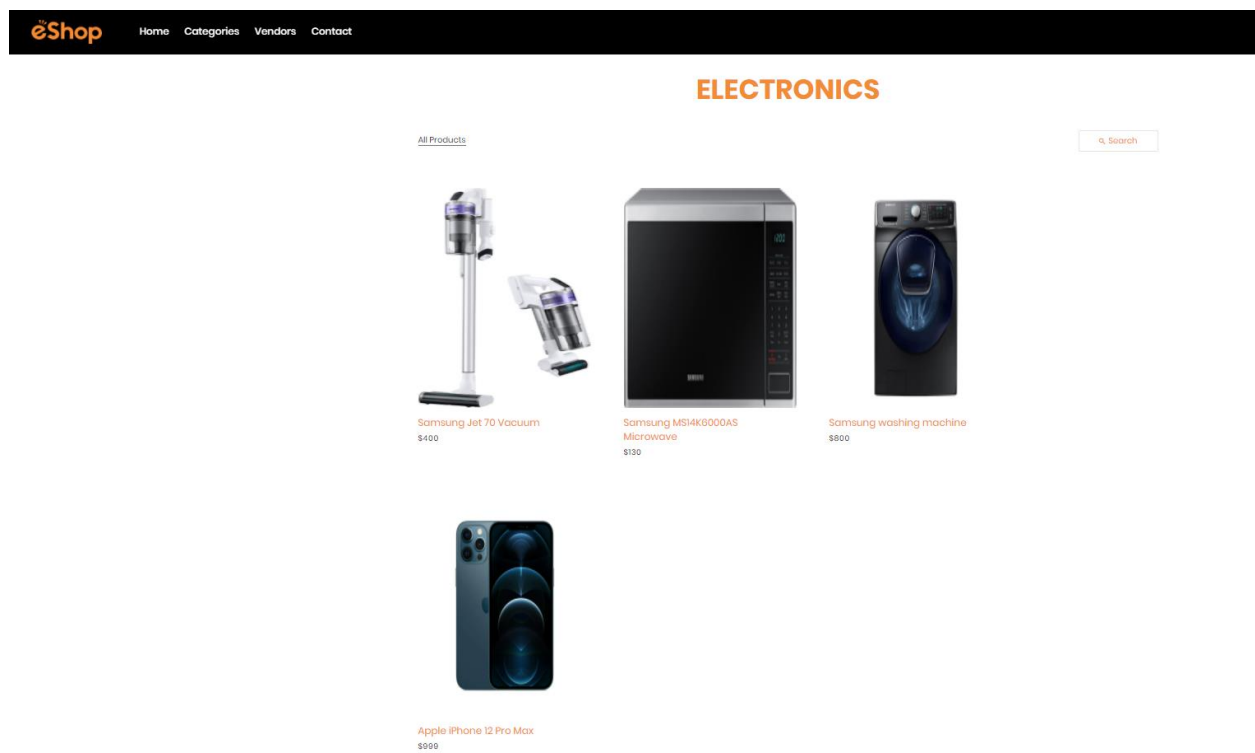 eShop
Home Categories Vendors Contact
ELECTRONICS
All Products
Search
Samsung Jet 70 Vacuum
$400
Samsung MS14K6000AS
Microwave
$130
Samsung washing machine
$800
Apple iPhone 12 Pro Max
$999